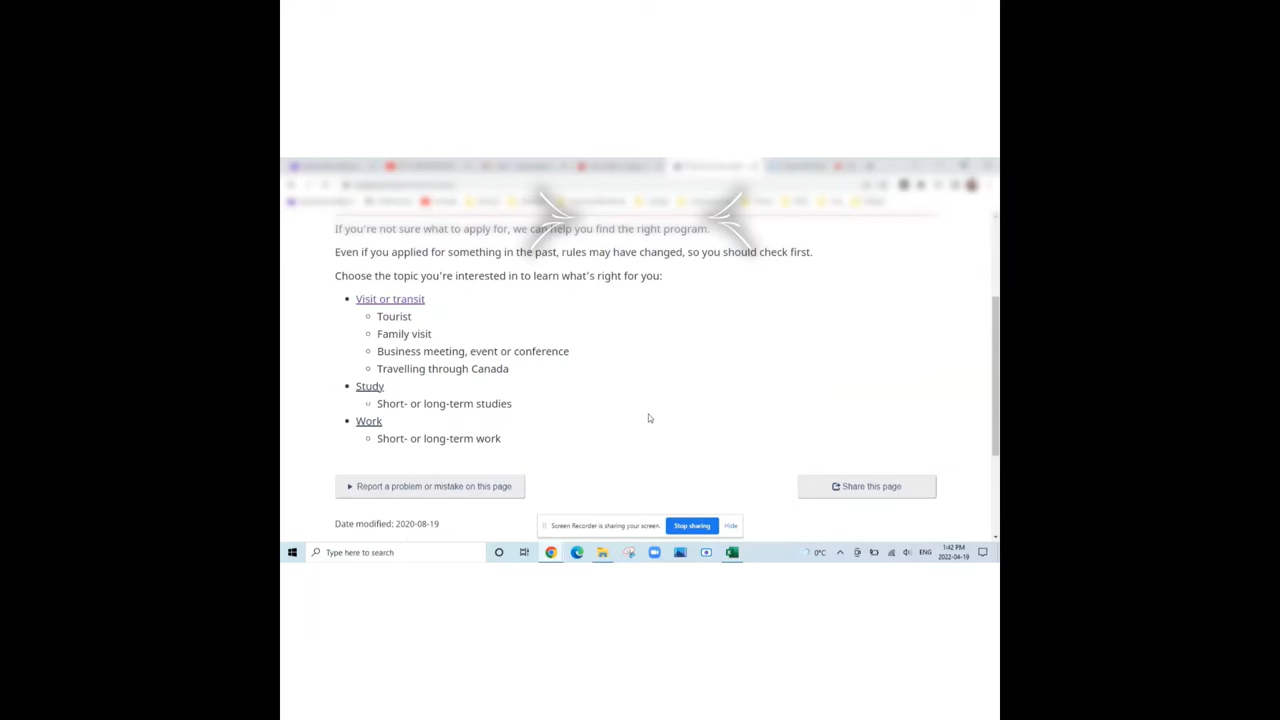 If you're not sure what to apply for, we can help you find the right program.
Even if you applied for something in the past, rules may have changed, so you should check first.
Choose the topic you're interested in to learn what's right for you:
Visit or transit
Tourist
Family visit
Business meeting, event or conference
Travelling through Canada
Study
Short- or long-term studies
Work
Short- or long-term work
Report a problem or mistake on this page
Share this page
Date modified: 2020-08-19
Screen Recorder is sharing your screen. Stop sharing Hide
Type here to search
0°C
ENG
1:42 PM
2022-04-19